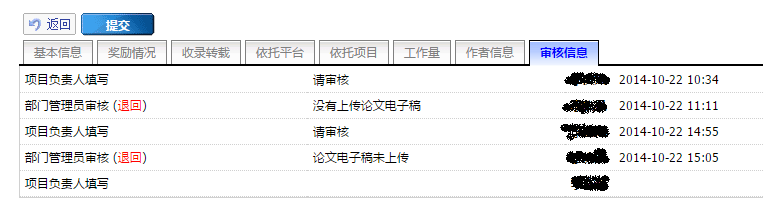 返回 提交
基本信息 奖励情况 收录转载 依托平台 依托项目 工作量 作者信息 审核信息
项目负责人填写 请审核 2014-10-22 10:34
部门管理员审核 (退回) 没有上传论文电子稿 2014-10-22 11:11
项目负责人填写 请审核 2014-10-22 14:55
部门管理员审核 (退回) 论文电子稿未上传 2014-10-22 15:05
项目负责人填写